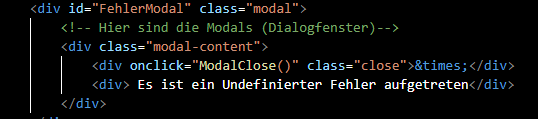 <div id="FehlerModal" class="modal">
<!-- Hier sind die Modals (Dialogfenster)-->
<div class="modal-content">
<div onclick="ModalClose()" class="close">&times;</div>
<div> Es ist ein Undefinierter Fehler aufgetreten</div>
</div>